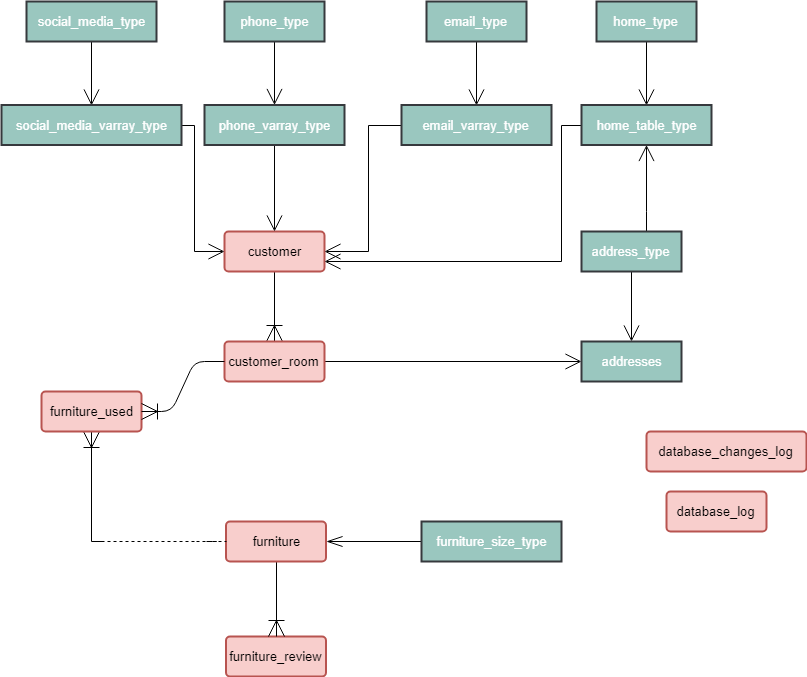 social_media_type
phone_type
email_type
home_type
social_media_varray_type
phone_varray_type
email_varray_type
home_table_type
customer
address_type
customer_room
addresses
furniture_used
database_changes_log
database_log
furniture
furniture_size_type
furniture_review